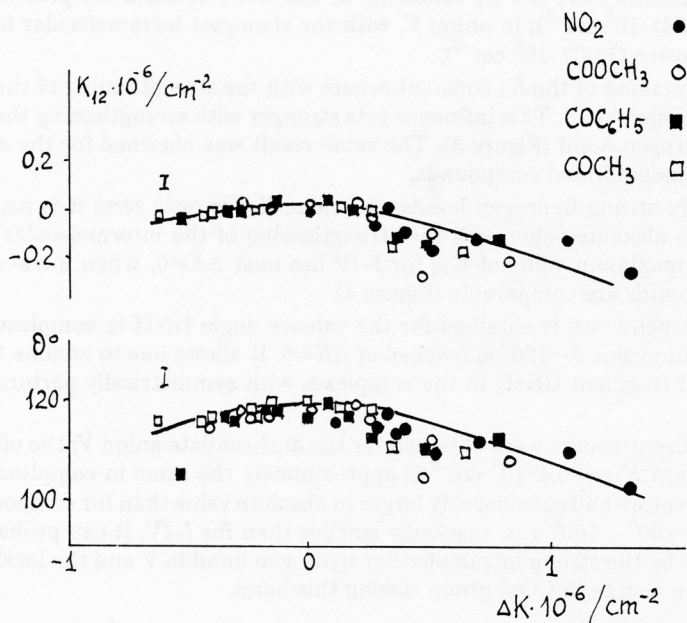 NO₂ ●
COOCH₃ ○
COC₆H₅ ■
COCH₃ □
K₁₂·10⁻⁶/cm⁻²
0.2
0
-0.2
I
ϑ°
120
100
I
-1
0
1
ΔK·10⁻⁶/cm⁻²